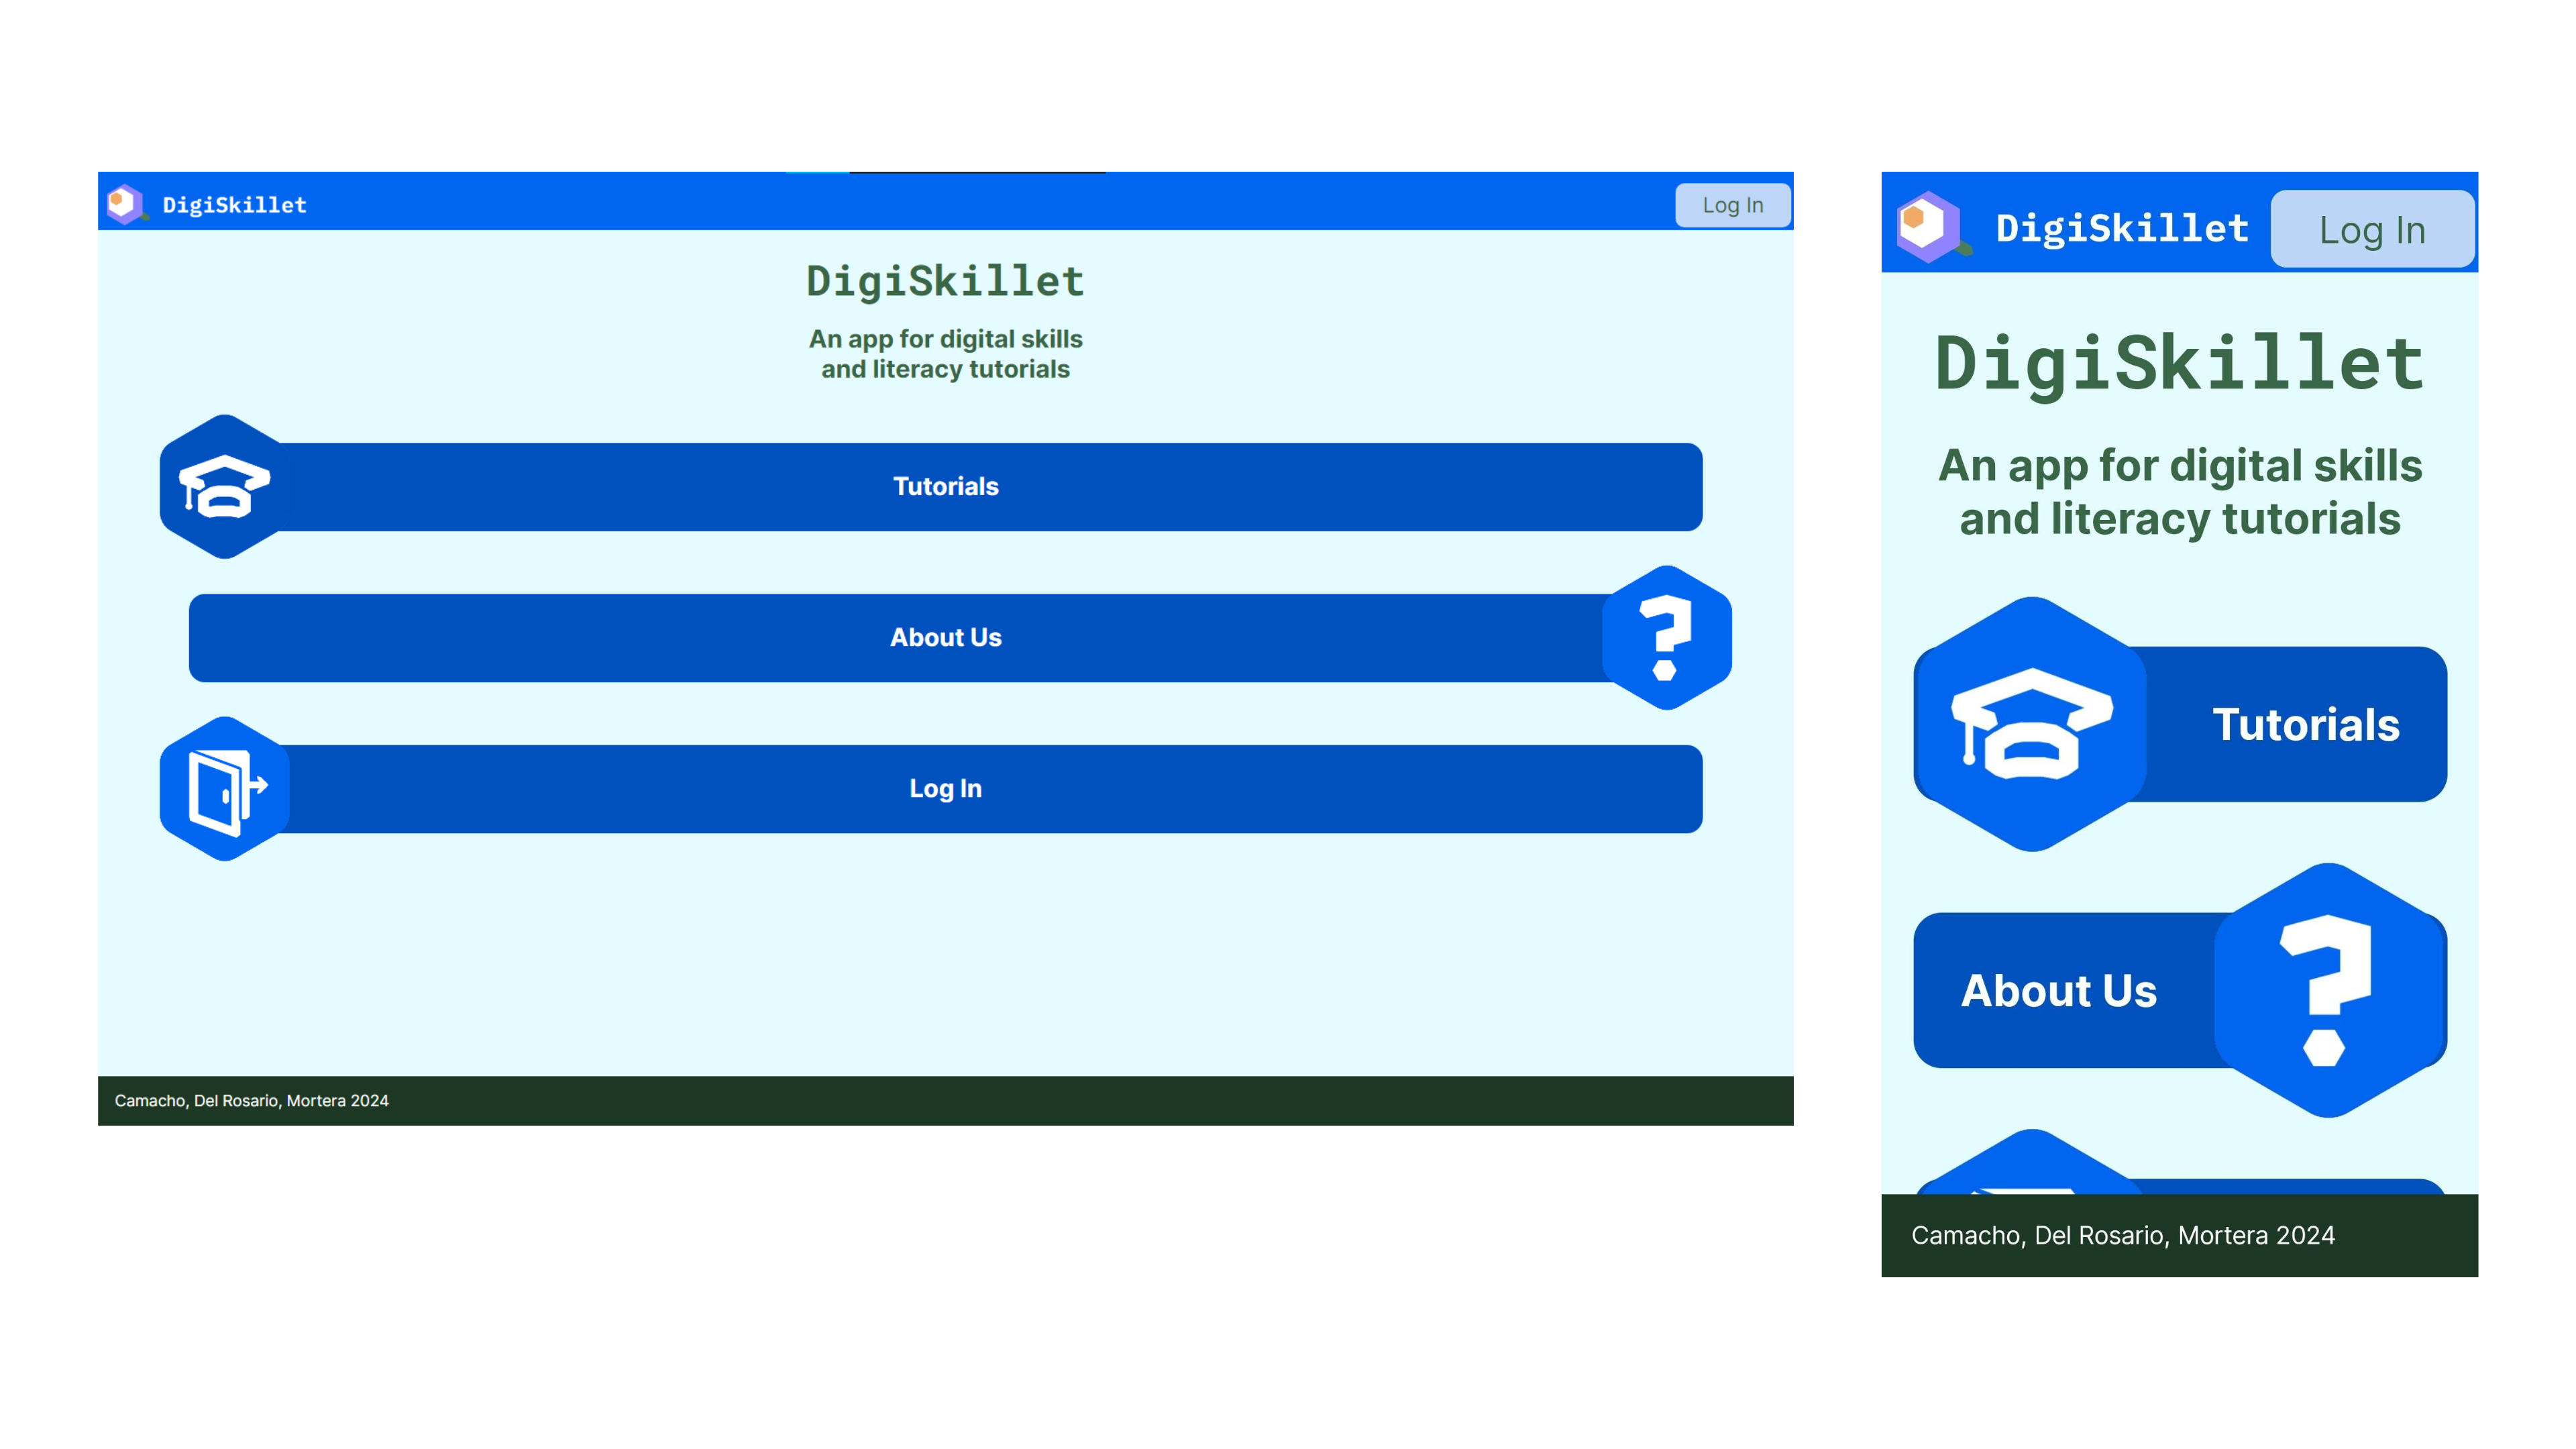 DigiSkillet
Log In
DigiSkillet
An app for digital skills
and literacy tutorials
Tutorials
About Us
Log In
Camacho, Del Rosario, Mortera 2024
DigiSkillet
Log In
DigiSkillet
An app for digital skills
and literacy tutorials
Tutorials
About Us
Camacho, Del Rosario, Mortera 2024